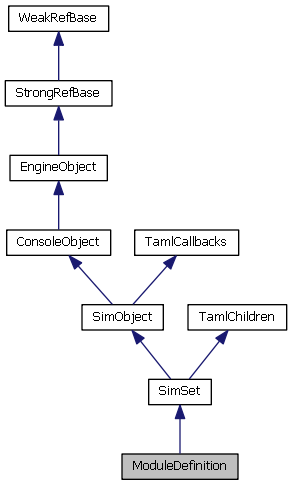 WeakRefBase
StrongRefBase
EngineObject
ConsoleObject
TamlCallbacks
SimObject
TamlChildren
SimSet
ModuleDefinition